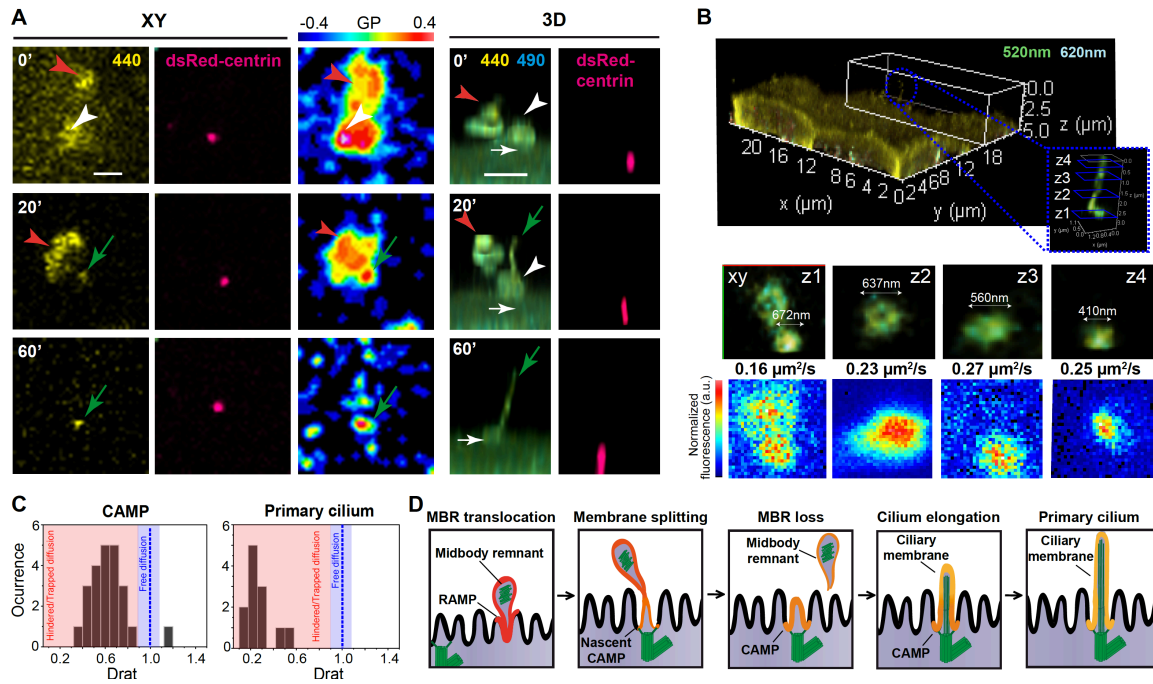 A
XY
-0.4 GP 0.4
3D
0' 440
dsRed-centrin
0' 440 490
dsRed-
centrin
20'
20'
60'
60'
B
520nm 620nm
0.0
2.5
5.0
z (µm)
20 16 12 8 6 4 2 0
x (µm)
0 2 4 6 8 12 18
y (µm)
z4
z3
z2
z1
xy z1
672nm
z2
637nm
z3
560nm
z4
410nm
0.16 µm²/s
0.23 µm²/s
0.27 µm²/s
0.25 µm²/s
Normalized
fluorescence (a.u.)
C
CAMP
Primary cilium
Ocurrence
6
4
2
0
Hindered/Trapped diffusion
Free diffusion
0.2 0.6 1.0 1.4
Drat
6
4
2
0
Hindered/Trapped diffusion
Free diffusion
0.2 0.6 1.0 1.4
Drat
D
MBR translocation
Midbody remnant
RAMP
Membrane splitting
Nascent
CAMP
MBR loss
Midbody
remnant
CAMP
Cilium elongation
Ciliary
membrane
CAMP
Primary cilium
Ciliary
membrane